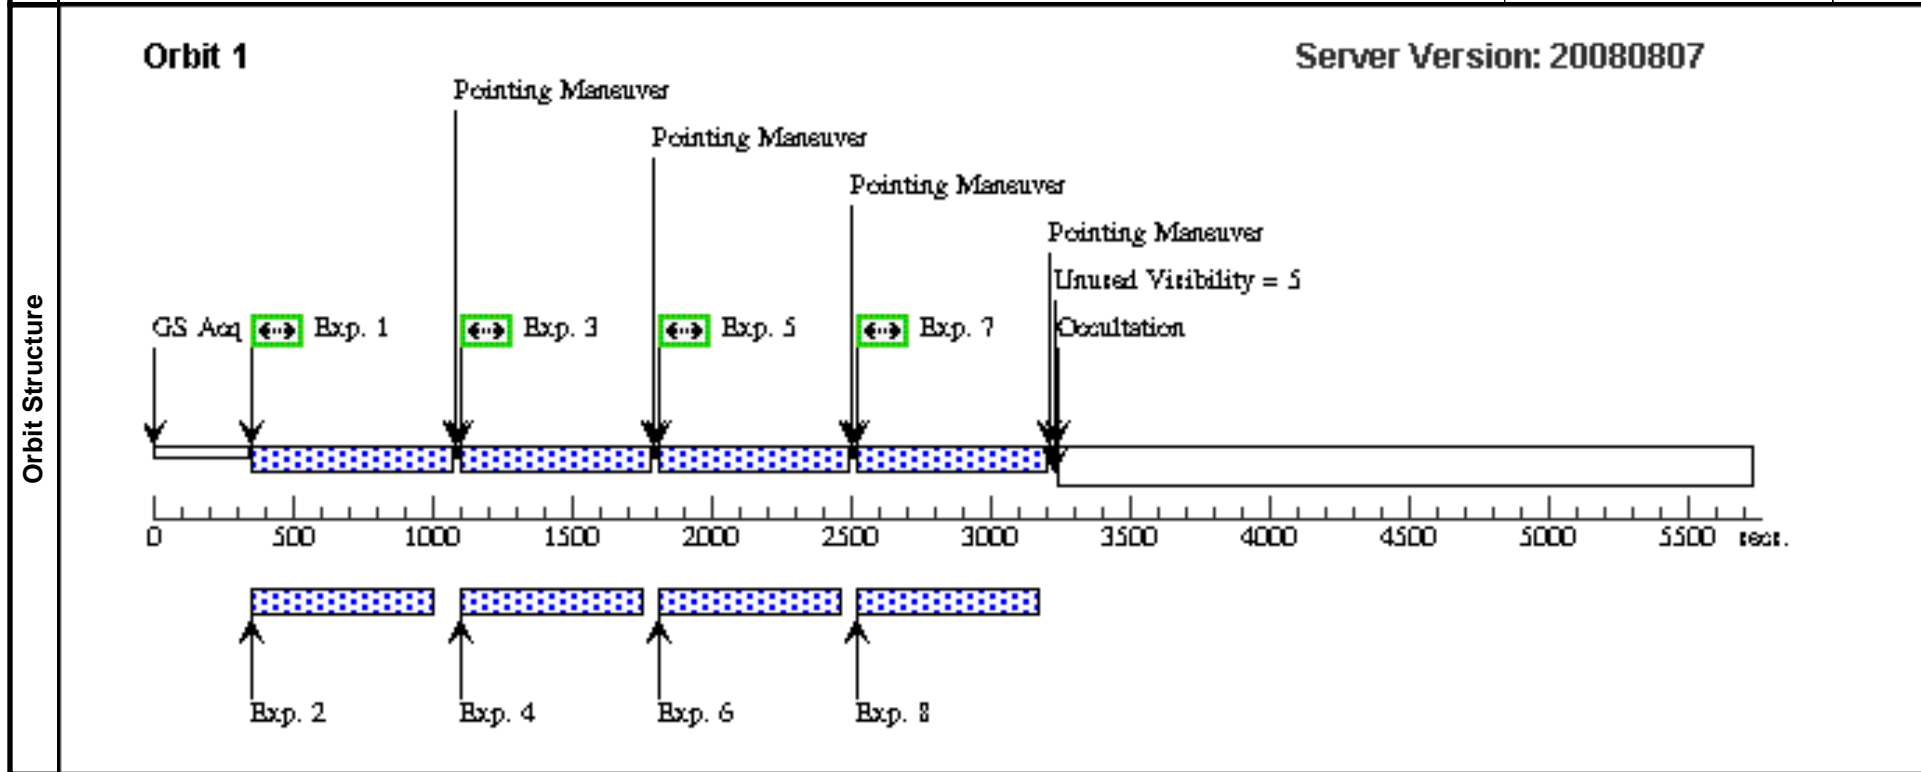 Orbit 1
Server Version: 20080807
Pointing Maneuver
Pointing Maneuver
Pointing Maneuver
Pointing Maneuver
Unused Visibility = 5
GS Acq
Exp. 1
Exp. 3
Exp. 5
Exp. 7
Occultation
Orbit Structure
0 500 1000 1500 2000 2500 3000 3500 4000 4500 5000 5500 secs.
Exp. 2
Exp. 4
Exp. 6
Exp. 8